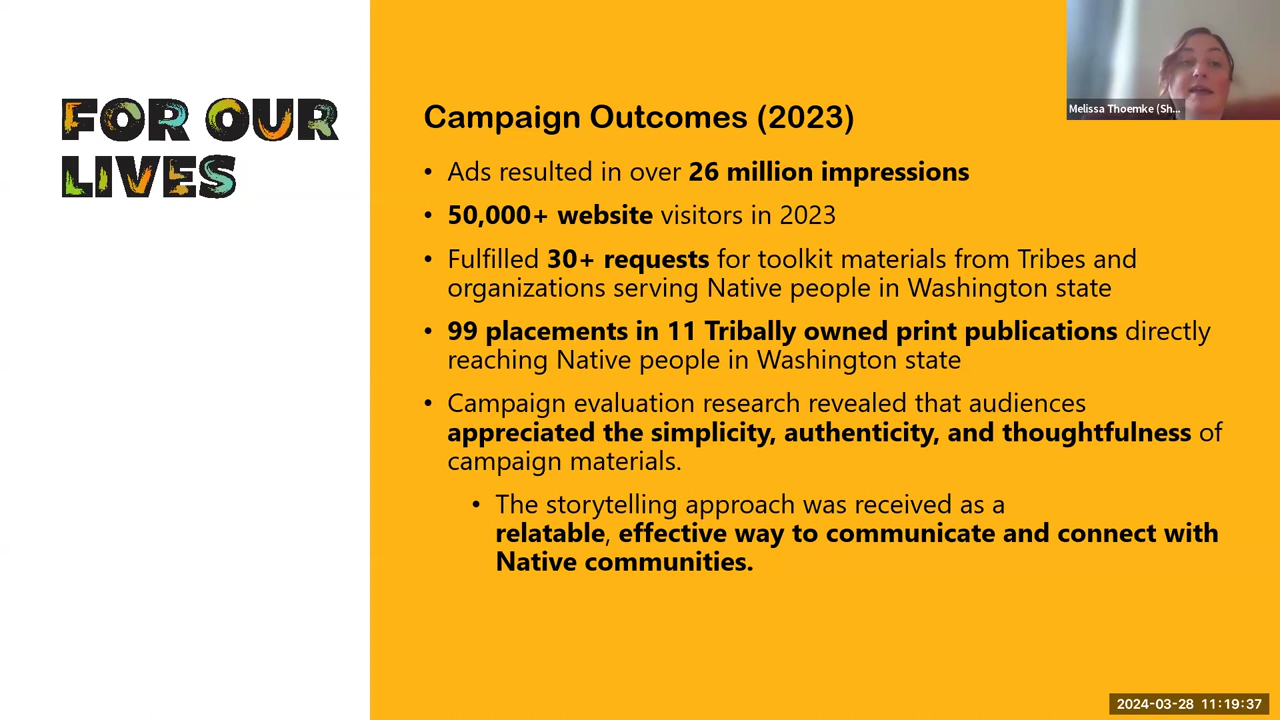 FOR OUR
LIVES
Campaign Outcomes (2023)
• Ads resulted in over 26 million impressions
• 50,000+ website visitors in 2023
• Fulfilled 30+ requests for toolkit materials from Tribes and
organizations serving Native people in Washington state
• 99 placements in 11 Tribally owned print publications directly
reaching Native people in Washington state
• Campaign evaluation research revealed that audiences
appreciated the simplicity, authenticity, and thoughtfulness of
campaign materials.
• The storytelling approach was received as a
relatable, effective way to communicate and connect with
Native communities.
Melissa Thoemke (Sh...
2024-03-28 11:19:37